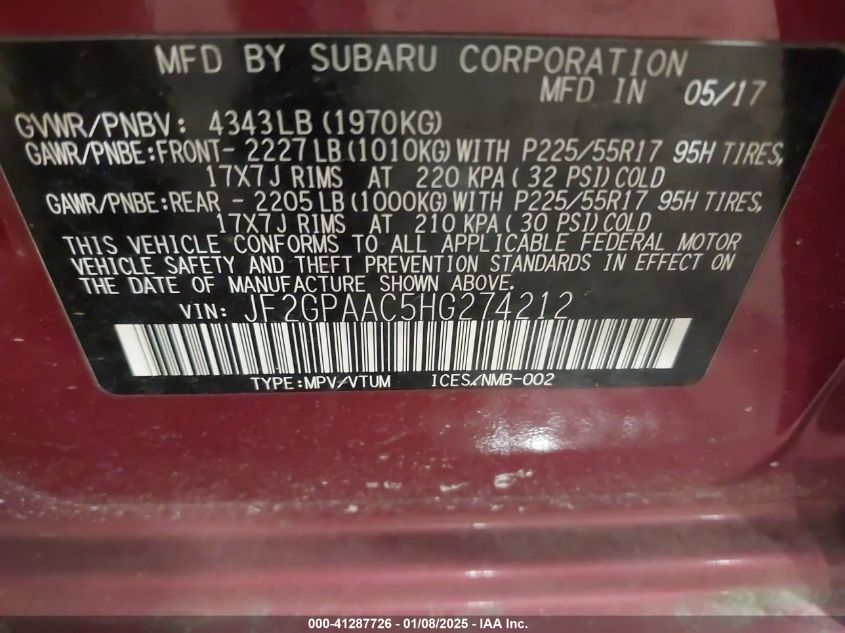 MFD BY SUBARU CORPORATION
MFD IN 05/17
GVWR/PNBV: 4343LB (1970KG)
GAWR/PNBE:FRONT- 2227LB(1010KG)WITH P225/55R17 95H TIRES,
17X7J RIMS AT 220 KPA( 32 PSI)COLD
GAWR/PNBE:REAR - 2205LB(1000KG)WITH P225/55R17 95H TIRES,
17X7J RIMS AT 210 KPA( 30 PSI)COLD
THIS VEHICLE CONFORMS TO ALL APPLICABLE FEDERAL MOTOR
VEHICLE SAFETY AND THEFT PREVENTION STANDARDS IN EFFECT ON
THE DATE OF MANUFACTURE SHOWN ABOVE.
VIN: JF2GPAAC5HG274212
TYPE:MPV/VTUM ICES/NMB-002
000-41287726 - 01/08/2025 - IAA Inc.